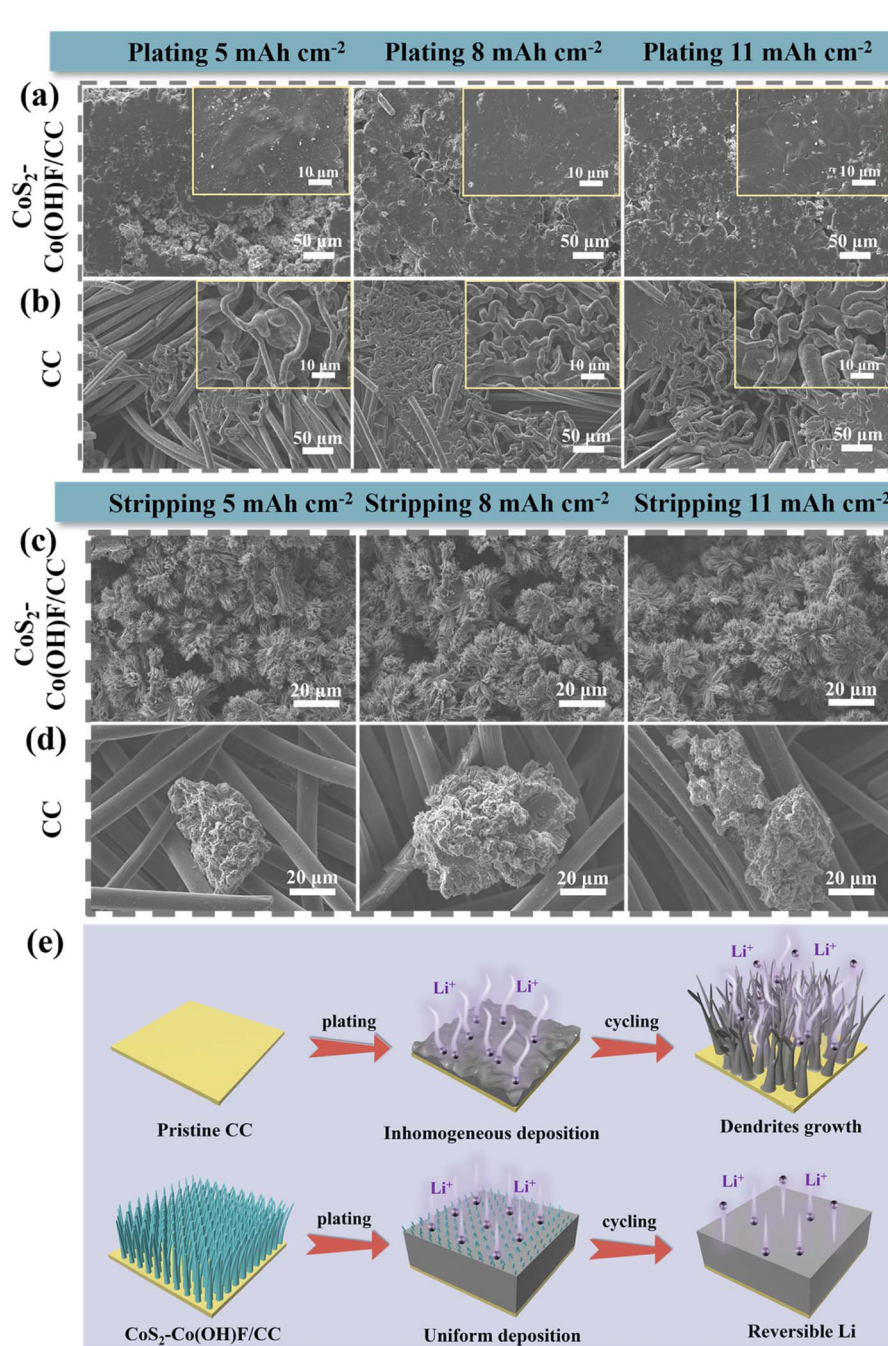 Plating 5 mAh cm⁻² Plating 8 mAh cm⁻² Plating 11 mAh cm⁻²
(a)
CoS₂-
Co(OH)F/CC
10 µm
50 µm
10 µm
50 µm
10 µm
50 µm
(b)
CC
10 µm
50 µm
10 µm
50 µm
10 µm
50 µm
Stripping 5 mAh cm⁻² Stripping 8 mAh cm⁻² Stripping 11 mAh cm⁻²
(c)
CoS₂-
Co(OH)F/CC
20 µm
20 µm
20 µm
(d)
CC
20 µm
20 µm
20 µm
(e)
Li⁺ Li⁺
Li⁺ Li⁺
plating
cycling
Pristine CC
Inhomogeneous deposition
Dendrites growth
Li⁺ Li⁺
Li⁺ Li⁺
plating
cycling
CoS₂-Co(OH)F/CC
Uniform deposition
Reversible Li